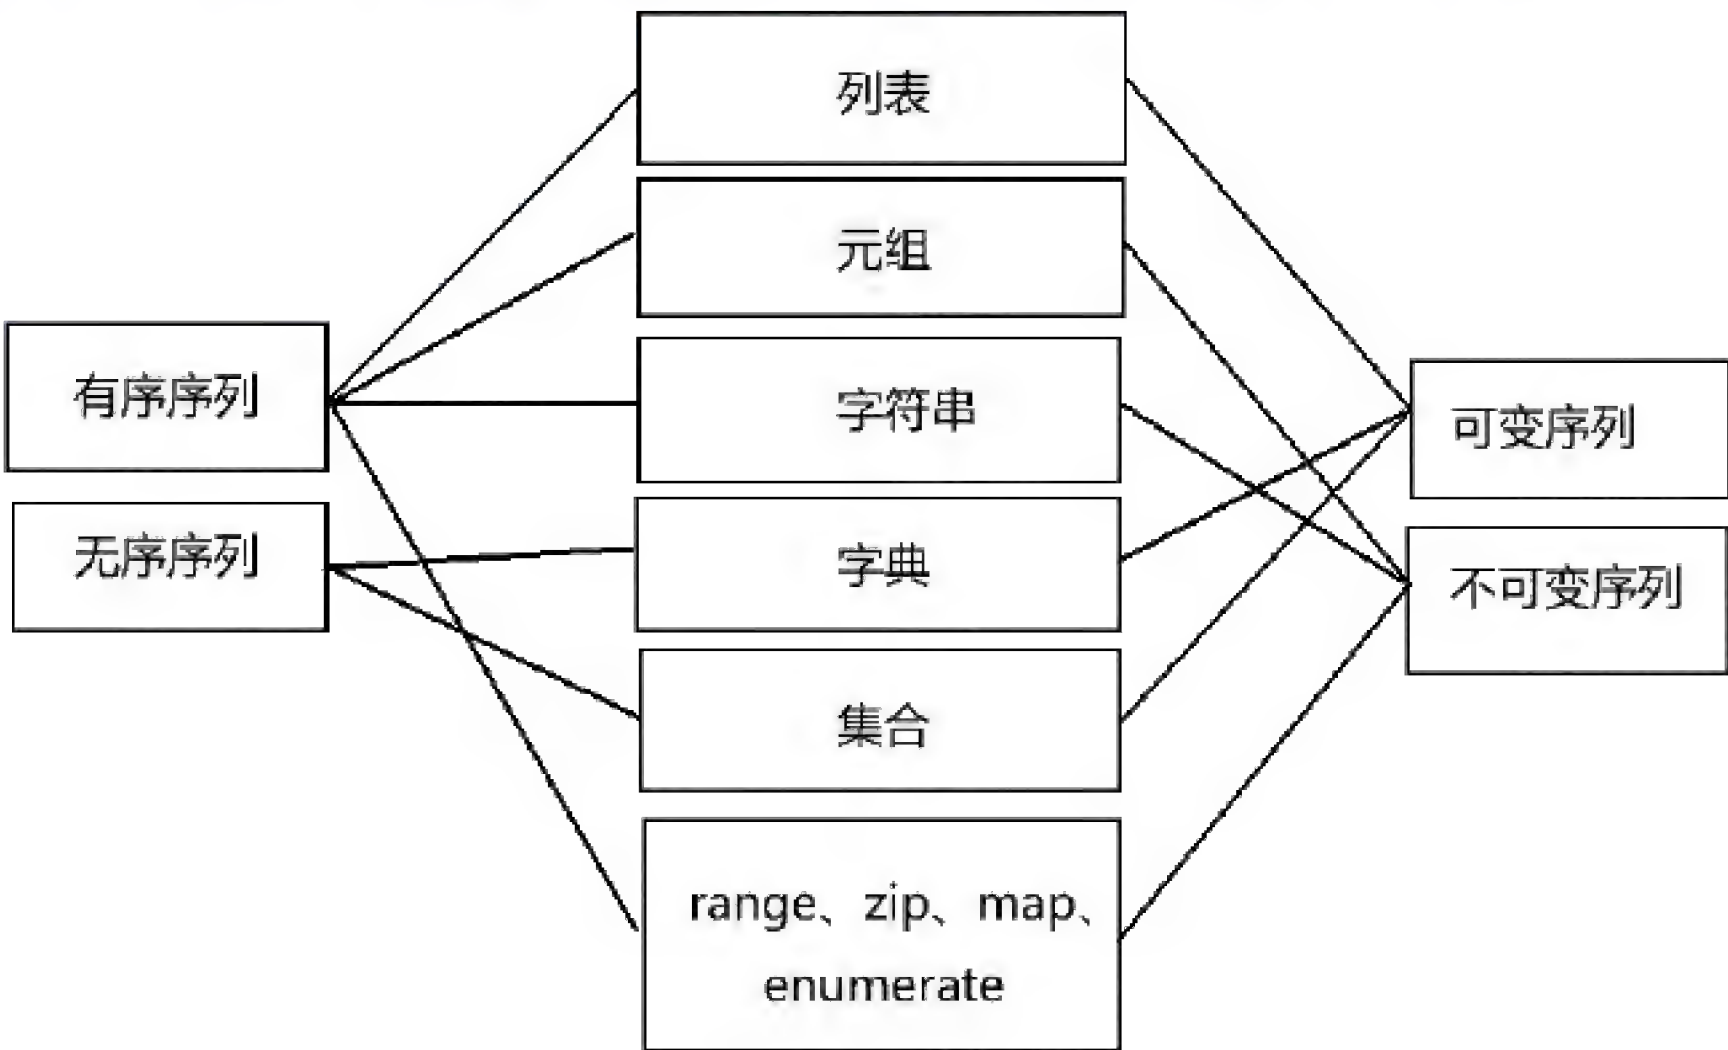 列表
元组
有序序列
字符串
可变序列
无序序列
字典
不可变序列
集合
range、zip、map、
enumerate